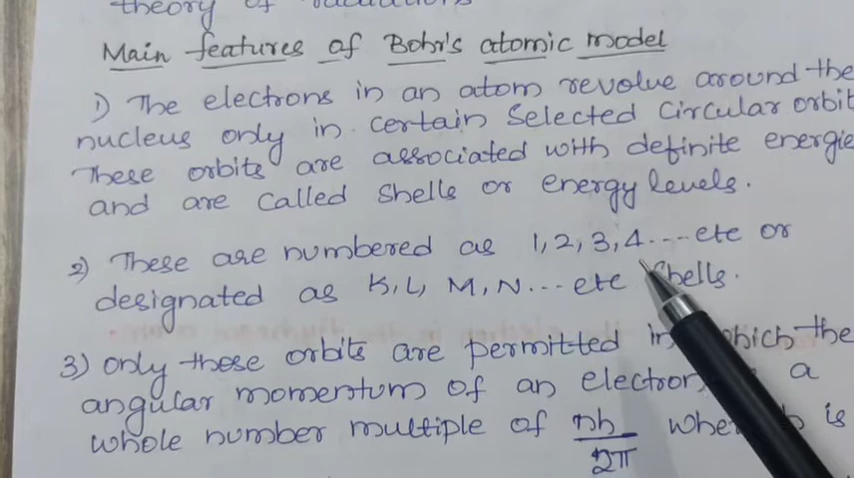 theory of
Main features of Bohr's atomic model
1) The electrons in an atom revolve around the
nucleus only in certain selected circular orbit
These orbits are associated with definite energie
and are called shells or energy levels.
2) These are numbered as 1,2,3,4....etc or
designated as K,L, M,N...etc shells.
3) only those orbits are permitted in which the
angular momentum of an electron a
whole number multiple of nh/2π h is